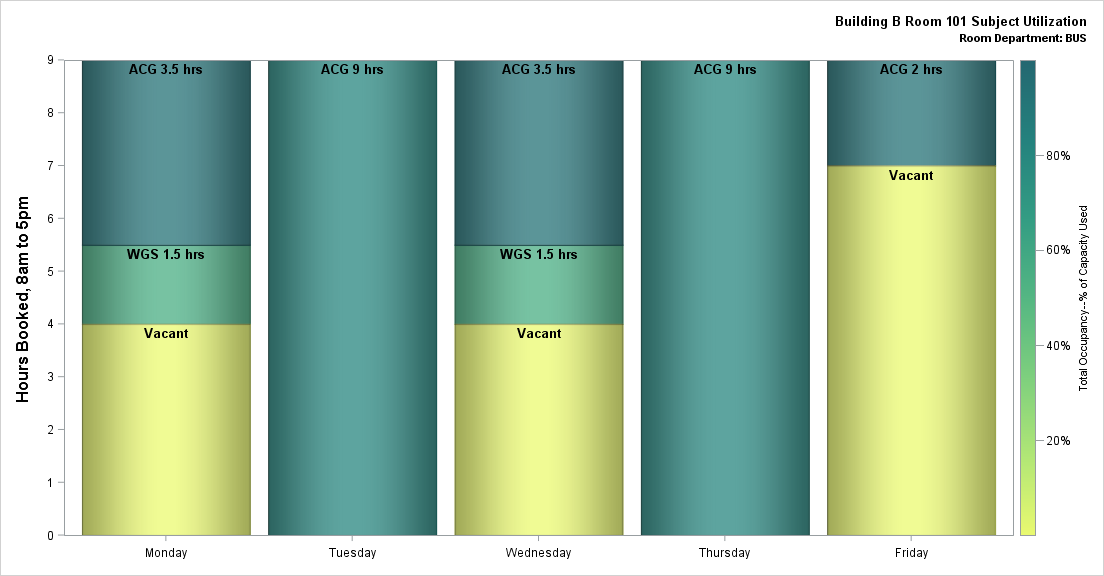 Building B Room 101 Subject Utilization
Room Department: BUS
Hours Booked, 8am to 5pm
9
8
7
6
5
4
3
2
1
0
ACG 3.5 hrs
WGS 1.5 hrs
Vacant
ACG 9 hrs
ACG 3.5 hrs
WGS 1.5 hrs
Vacant
ACG 9 hrs
ACG 2 hrs
Vacant
Monday
Tuesday
Wednesday
Thursday
Friday
80%
60%
40%
20%
Total Occupancy--% of Capacity Used